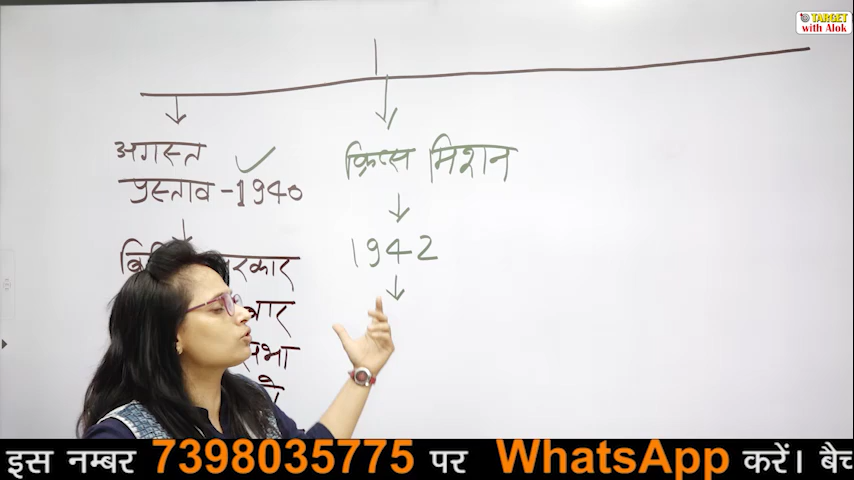 TARGET
with Alok
अगस्त
प्रस्ताव - 1940
सरकार
क्रिप्स मिशन
1942
इस नम्बर 7398035775 पर WhatsApp करें। बैच